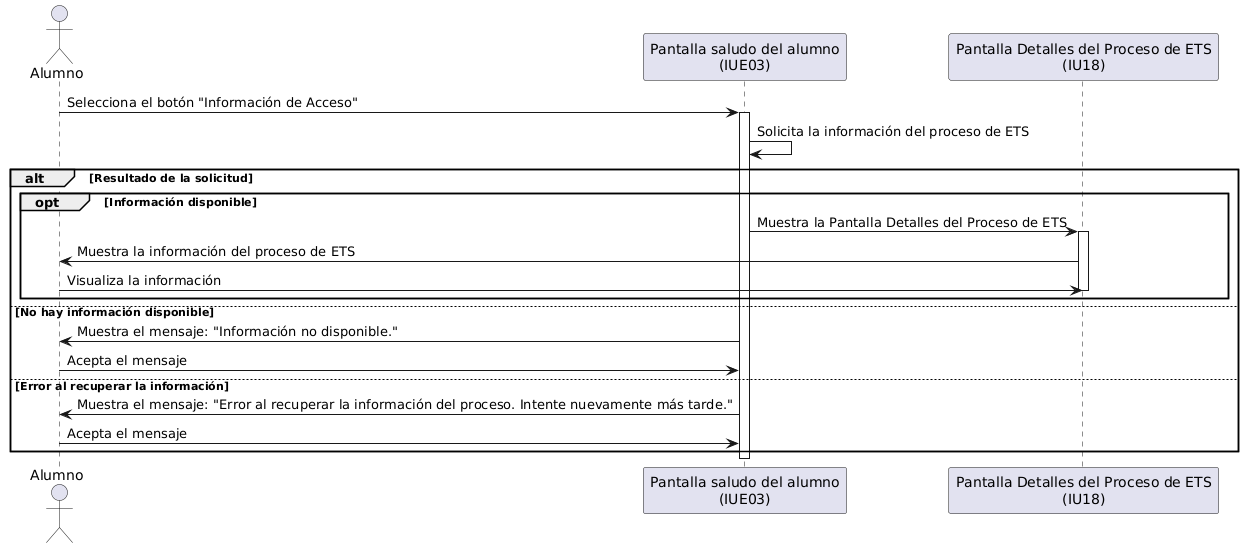 Alumno
Pantalla saludo del alumno
(IUE03)
Pantalla Detalles del Proceso de ETS
(IU18)
Selecciona el botón "Información de Acceso"
Solicita la información del proceso de ETS
alt [Resultado de la solicitud]
opt [Información disponible]
Muestra la Pantalla Detalles del Proceso de ETS
Muestra la información del proceso de ETS
Visualiza la información
[No hay información disponible]
Muestra el mensaje: "Información no disponible."
Acepta el mensaje
[Error al recuperar la información]
Muestra el mensaje: "Error al recuperar la información del proceso. Intente nuevamente más tarde."
Acepta el mensaje
Alumno
Pantalla saludo del alumno
(IUE03)
Pantalla Detalles del Proceso de ETS
(IU18)